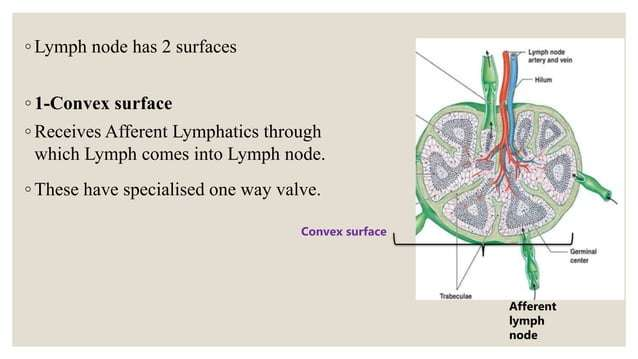 ◦ Lymph node has 2 surfaces
◦ 1-Convex surface
◦ Receives Afferent Lymphatics through
which Lymph comes into Lymph node.
◦ These have specialised one way valve.
Lymph node
artery and vein
Hilum
Convex surface
Germinal
center
Trabeculae
Afferent
lymph
node